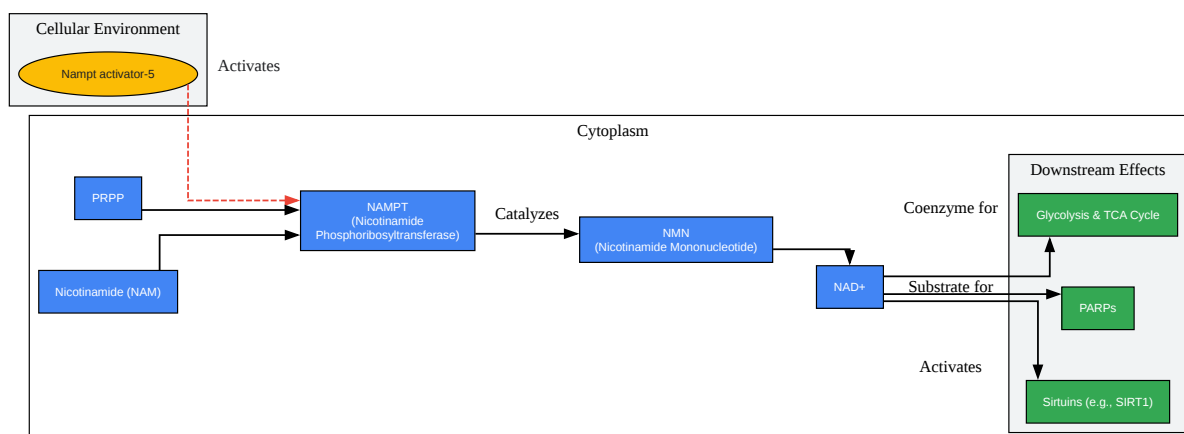 Cellular Environment
Nampt activator-5
Activates
Cytoplasm
PRPP
Nicotinamide (NAM)
NAMPT
(Nicotinamide
Phosphoribosyltransferase)
Catalyzes
NMN
(Nicotinamide Mononucleotide)
NAD+
Coenzyme for
Substrate for
Activates
Downstream Effects
Glycolysis & TCA Cycle
PARPs
Sirtuins (e.g., SIRT1)